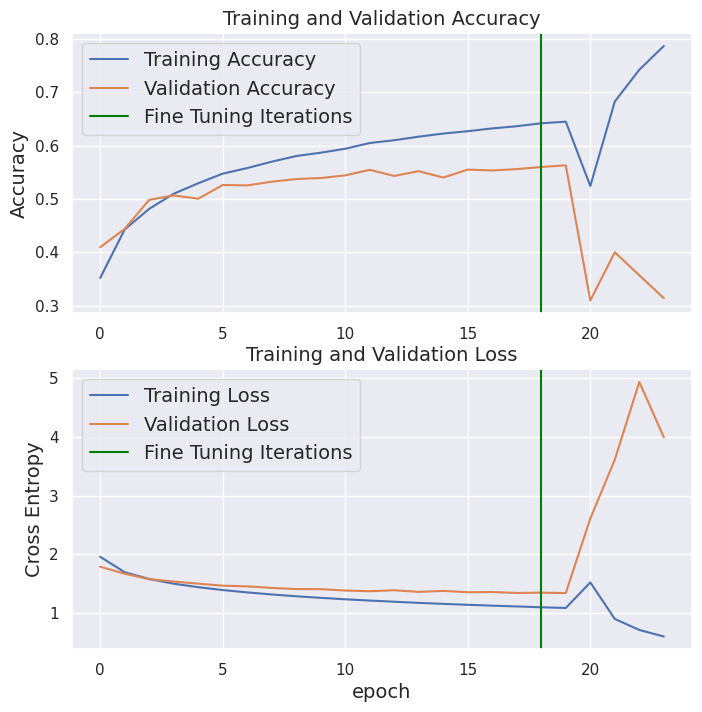 Training and Validation Accuracy
Accuracy
0.8
0.7
0.6
0.5
0.4
0.3
Training Accuracy
Validation Accuracy
Fine Tuning Iterations
0 5 10 15 20
Training and Validation Loss
Cross Entropy
5
4
3
2
1
Training Loss
Validation Loss
Fine Tuning Iterations
0 5 10 15 20
epoch